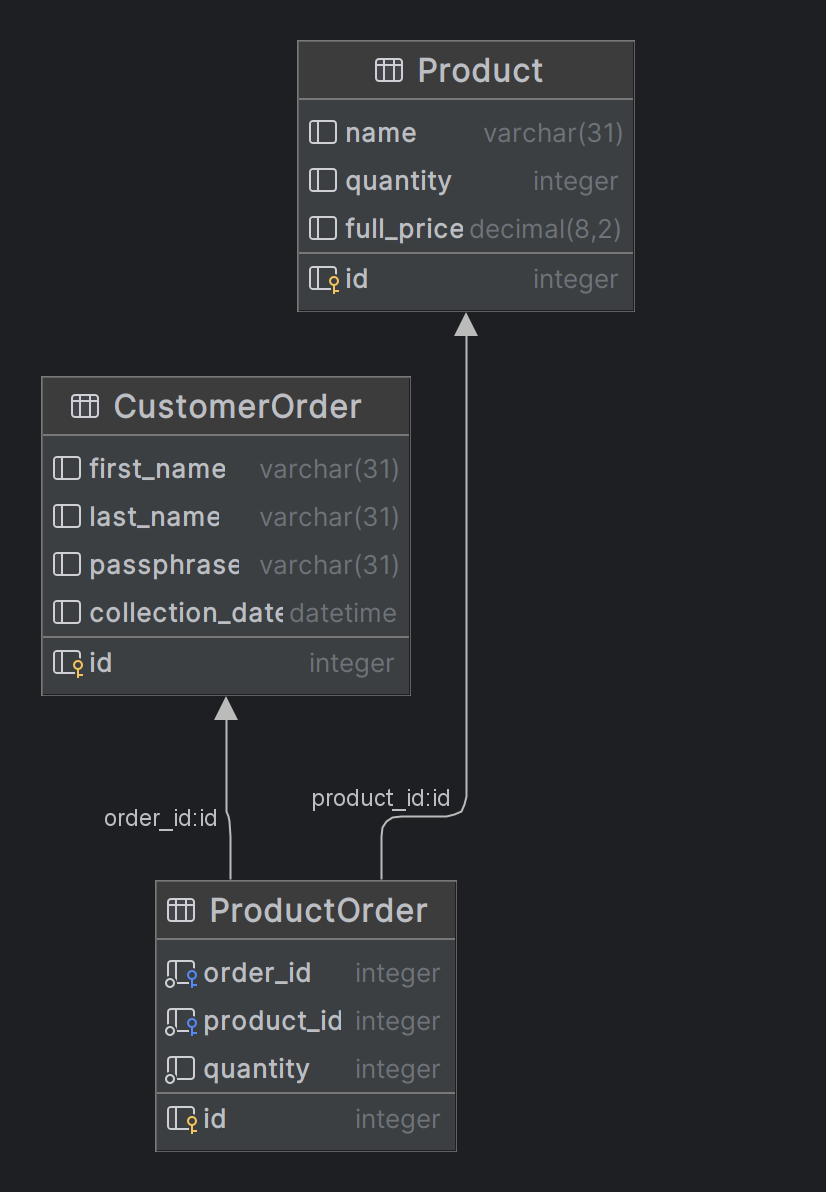 Product
name varchar(31)
quantity integer
full_price decimal(8,2)
id integer
CustomerOrder
first_name varchar(31)
last_name varchar(31)
passphrase varchar(31)
collection_date datetime
id integer
product_id:id
order_id:id
ProductOrder
order_id integer
product_id integer
quantity integer
id integer